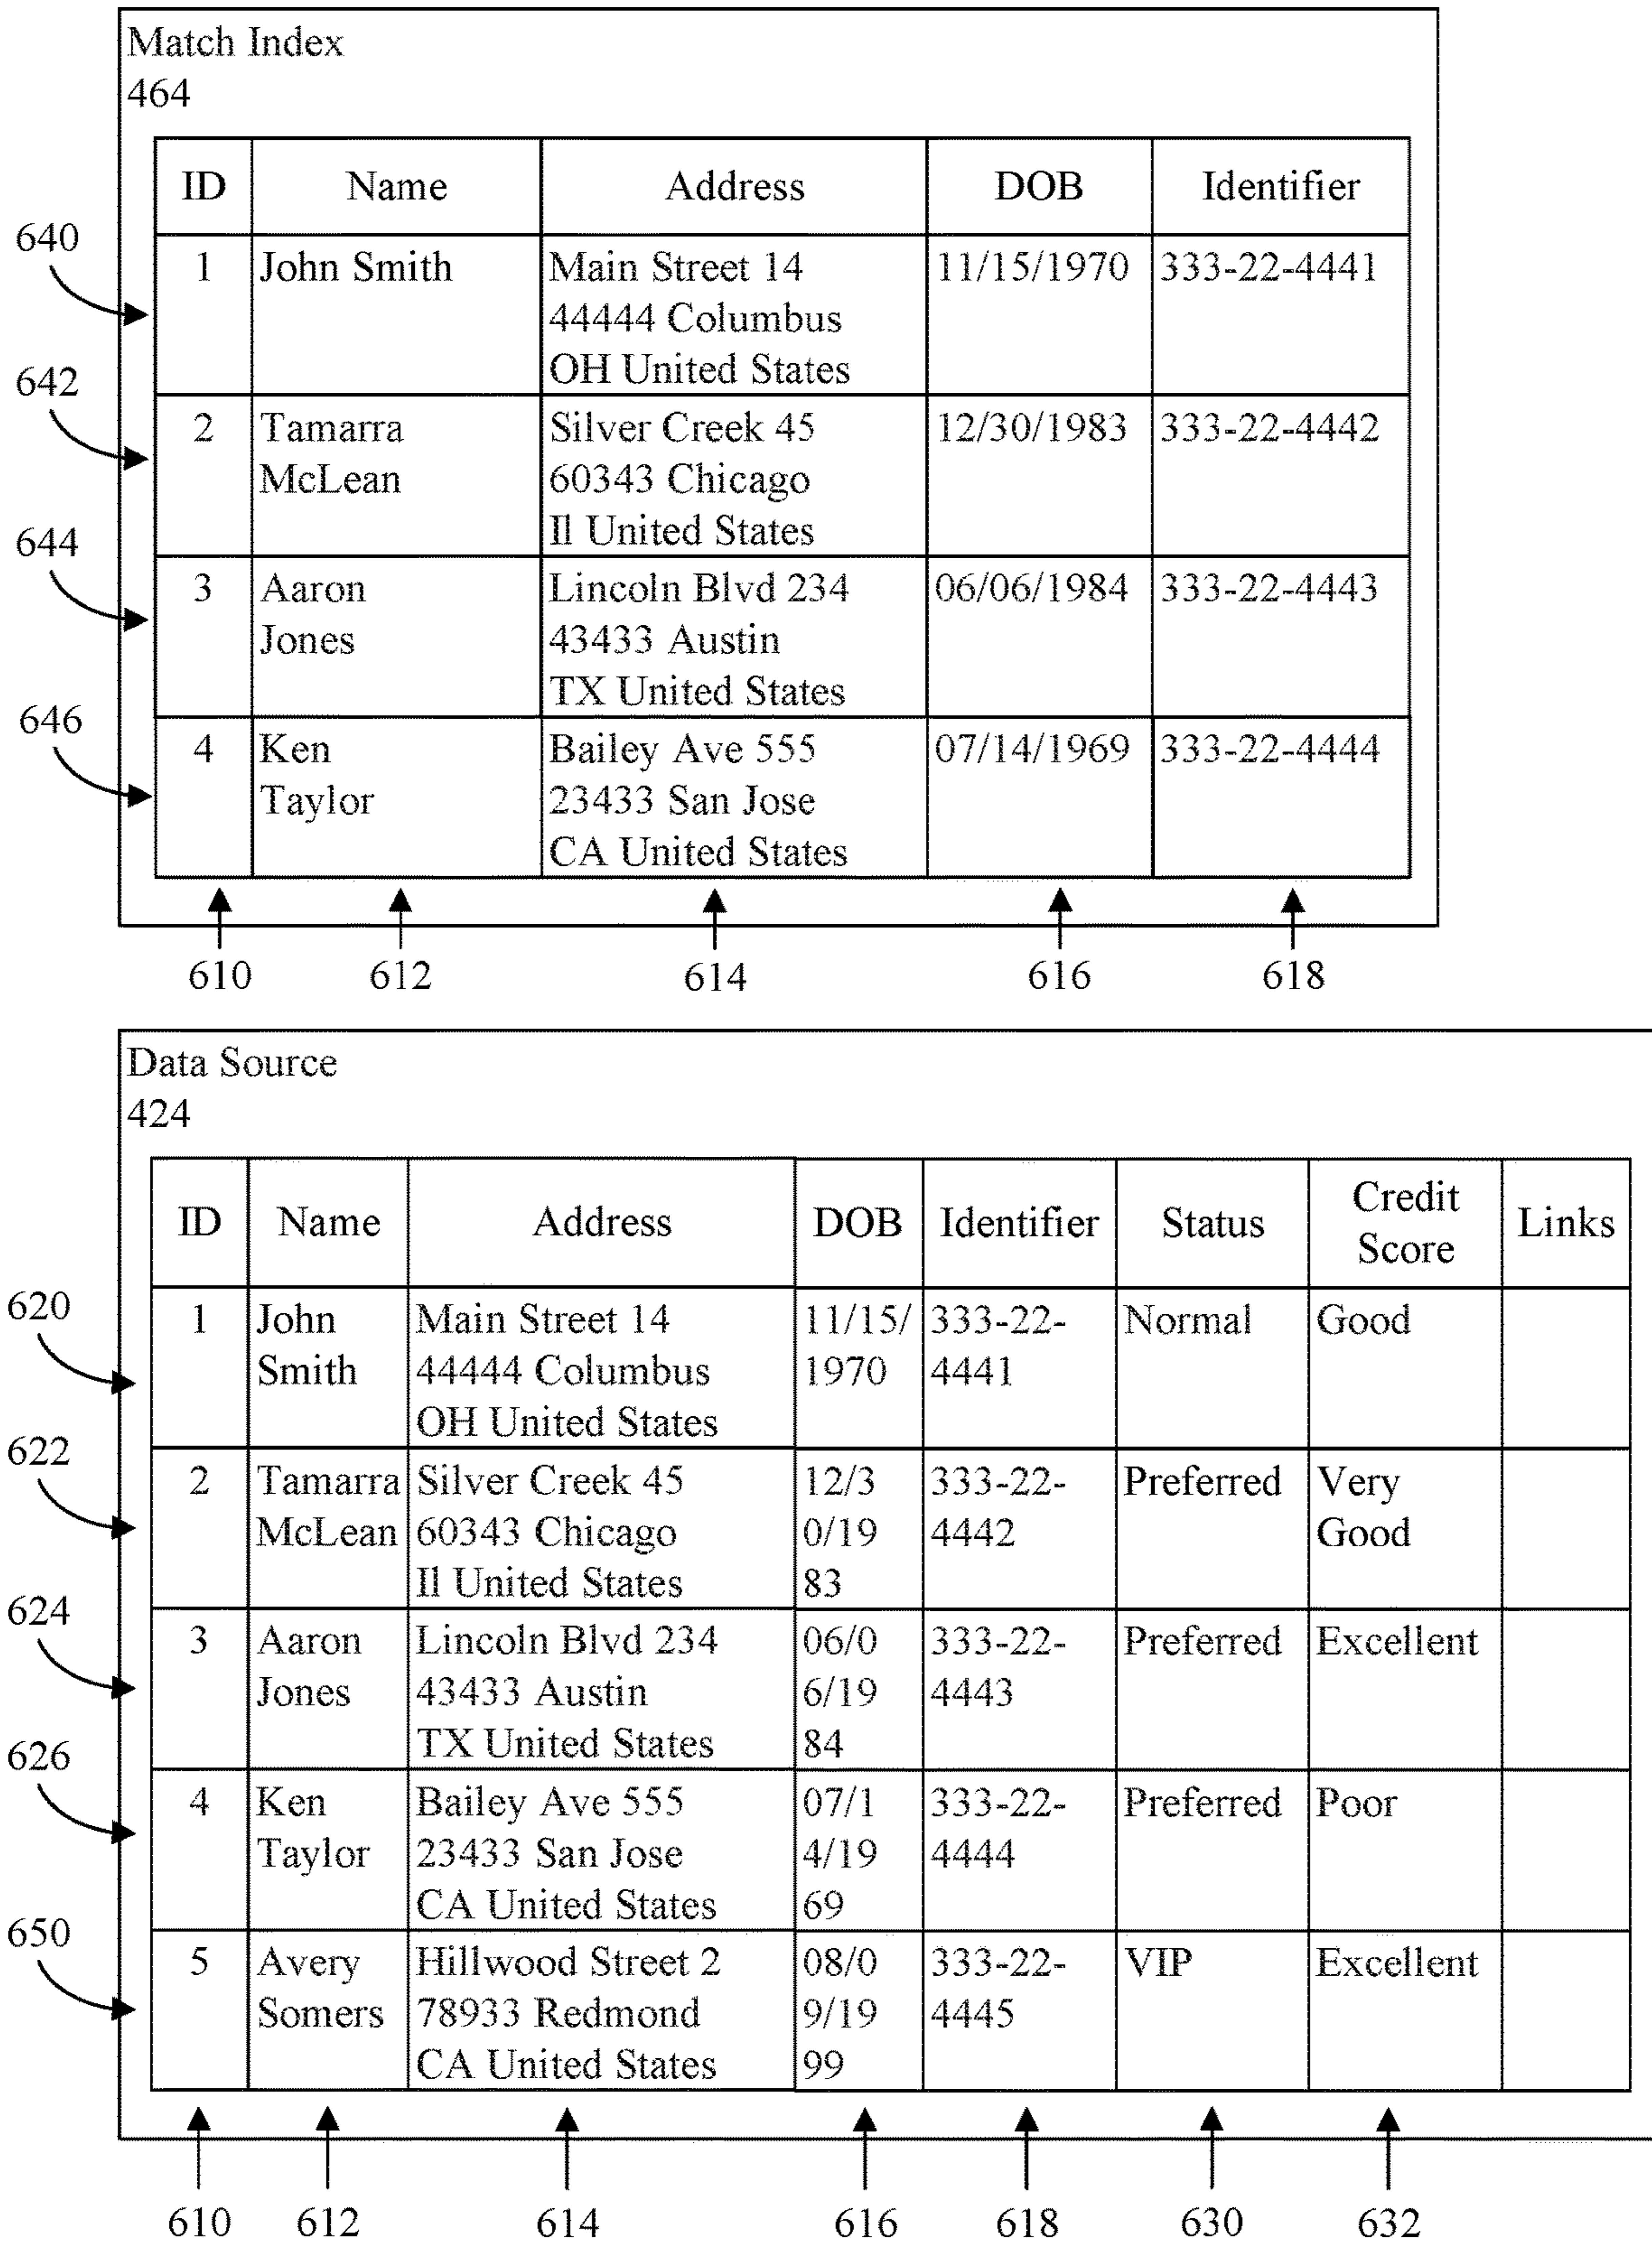 Match Index
464
ID Name Address DOB Identifier
640
1 John Smith Main Street 14 11/15/1970 333-22-4441
44444 Columbus
OH United States
642
2 Tamarra Silver Creek 45 12/30/1983 333-22-4442
McLean 60343 Chicago
Il United States
644
3 Aaron Lincoln Blvd 234 06/06/1984 333-22-4443
Jones 43433 Austin
TX United States
646
4 Ken Bailey Ave 555 07/14/1969 333-22-4444
Taylor 23433 San Jose
CA United States
610 612 614 616 618
Data Source
424
ID Name Address DOB Identifier Status Credit Score Links
620
1 John Main Street 14 11/15/ 333-22- Normal Good
Smith 44444 Columbus 1970 4441
OH United States
622
2 Tamarra Silver Creek 45 12/3 333-22- Preferred Very
McLean 60343 Chicago 0/19 4442 Good
Il United States 83
624
3 Aaron Lincoln Blvd 234 06/0 333-22- Preferred Excellent
Jones 43433 Austin 6/19 4443
TX United States 84
626
4 Ken Bailey Ave 555 07/1 333-22- Preferred Poor
Taylor 23433 San Jose 4/19 4444
CA United States 69
650
5 Avery Hillwood Street 2 08/0 333-22- VIP Excellent
Somers 78933 Redmond 9/19 4445
CA United States 99
610 612 614 616 618 630 632